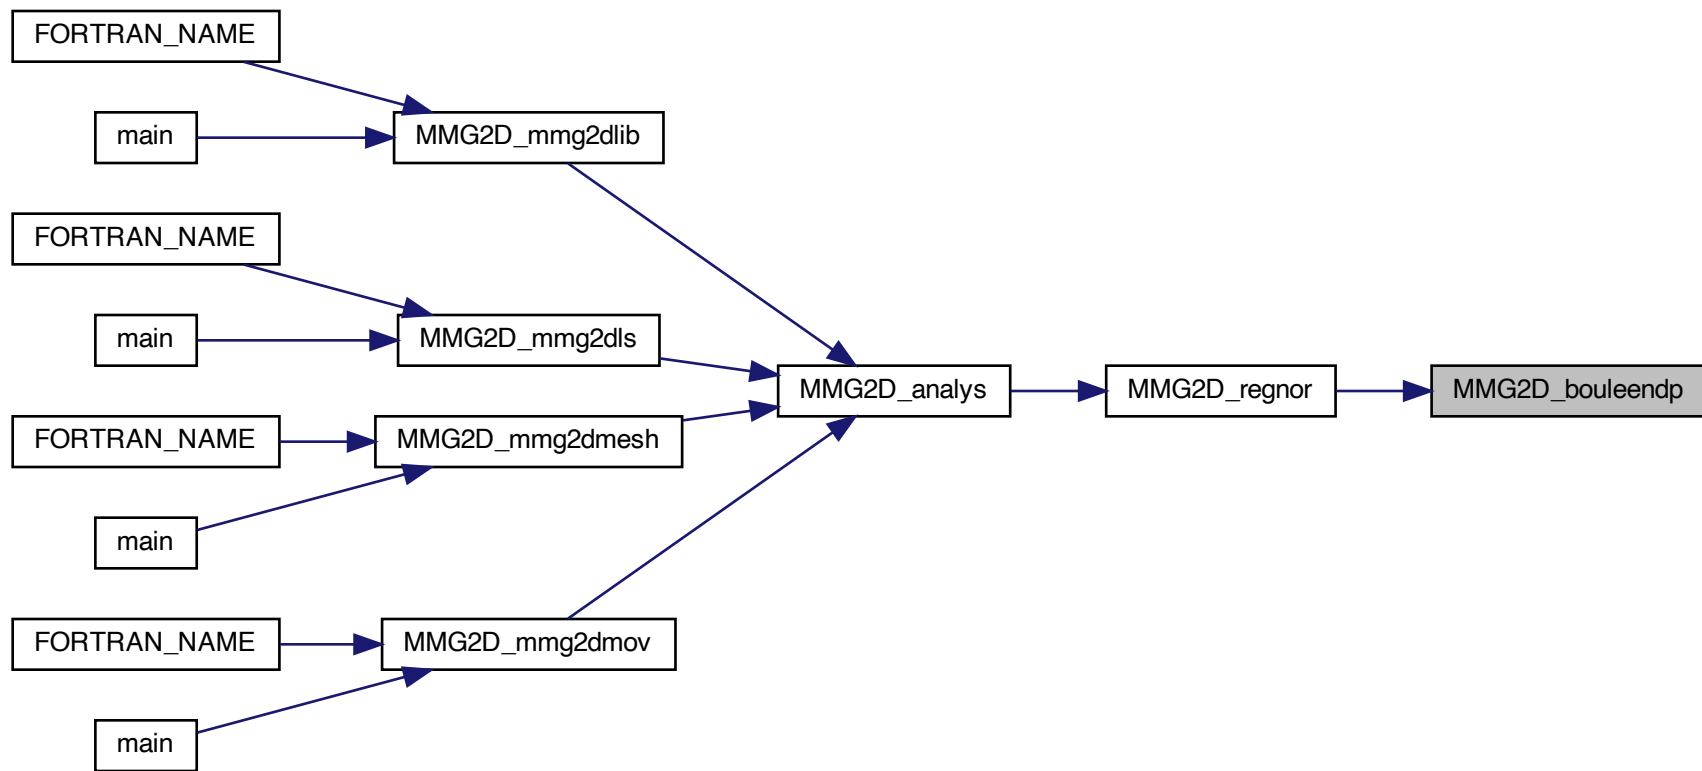 FORTRAN_NAME
main
MMG2D_mmg2dlib
FORTRAN_NAME
main
MMG2D_mmg2dls
MMG2D_analys
MMG2D_regnor
MMG2D_bouleendp
FORTRAN_NAME
MMG2D_mmg2dmesh
main
FORTRAN_NAME
MMG2D_mmg2dmov
main